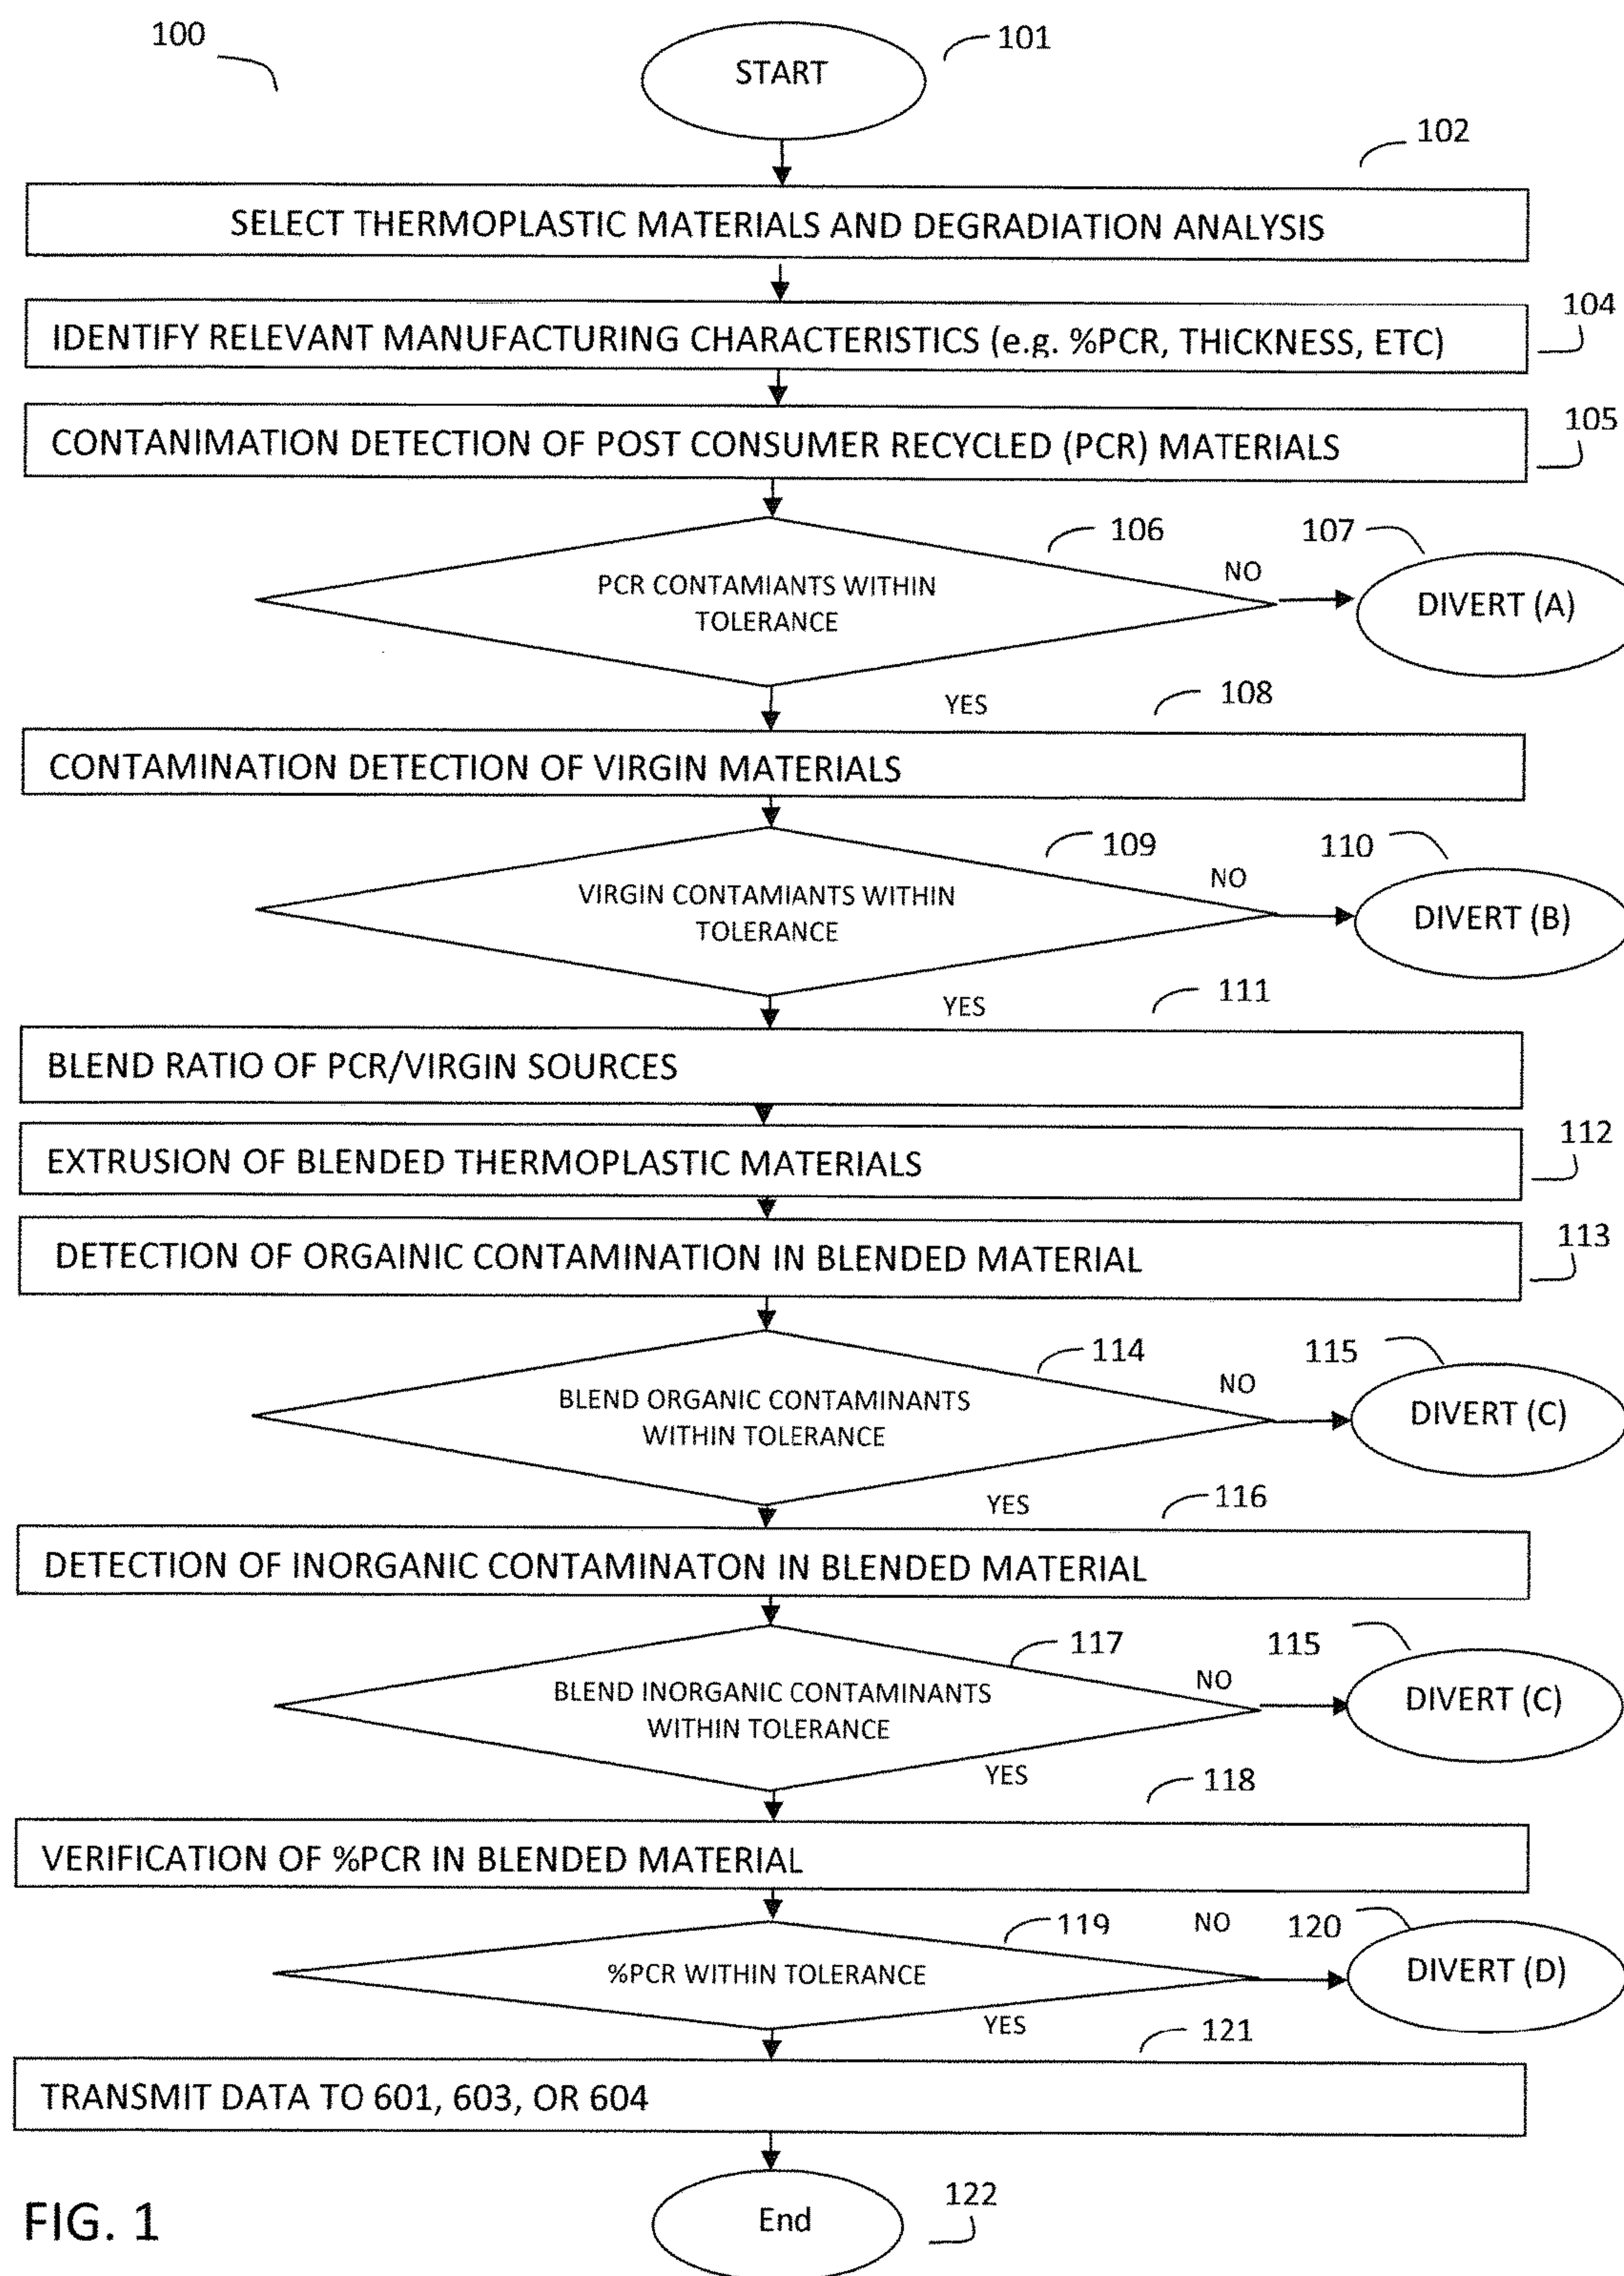 100
START
101
102
SELECT THERMOPLASTIC MATERIALS AND DEGRADIATION ANALYSIS
IDENTIFY RELEVANT MANUFACTURING CHARACTERISTICS (e.g. %PCR, THICKNESS, ETC)
104
CONTANIMATION DETECTION OF POST CONSUMER RECYCLED (PCR) MATERIALS
105
106
107
PCR CONTAMIANTS WITHIN
TOLERANCE
NO
DIVERT (A)
YES
108
CONTAMINATION DETECTION OF VIRGIN MATERIALS
109
110
VIRGIN CONTAMIANTS WITHIN
TOLERANCE
NO
DIVERT (B)
YES
111
BLEND RATIO OF PCR/VIRGIN SOURCES
EXTRUSION OF BLENDED THERMOPLASTIC MATERIALS
112
DETECTION OF ORGAINIC CONTAMINATION IN BLENDED MATERIAL
113
114
115
BLEND ORGANIC CONTAMINANTS
WITHIN TOLERANCE
NO
DIVERT (C)
YES
116
DETECTION OF INORGANIC CONTAMINATON IN BLENDED MATERIAL
117
115
BLEND INORGANIC CONTAMINANTS
WITHIN TOLERANCE
NO
DIVERT (C)
YES
118
VERIFICATION OF %PCR IN BLENDED MATERIAL
119
NO
120
%PCR WITHIN TOLERANCE
DIVERT (D)
YES
121
TRANSMIT DATA TO 601, 603, OR 604
End
122
FIG. 1